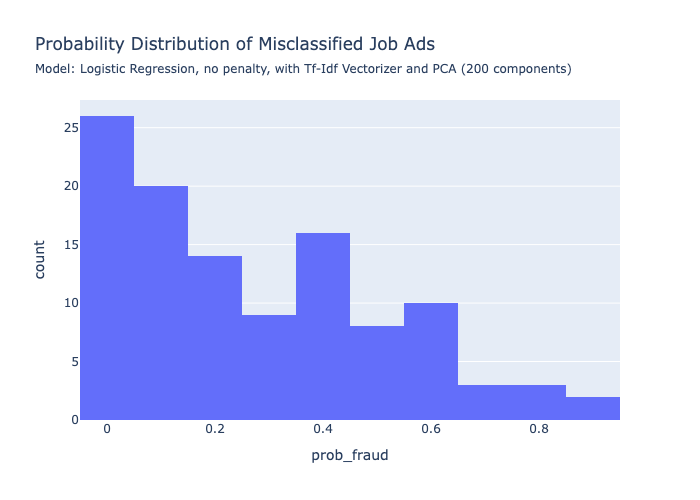 Probability Distribution of Misclassified Job Ads
Model: Logistic Regression, no penalty, with Tf-Idf Vectorizer and PCA (200 components)
25
20
15
10
5
0
count
0 0.2 0.4 0.6 0.8
prob_fraud